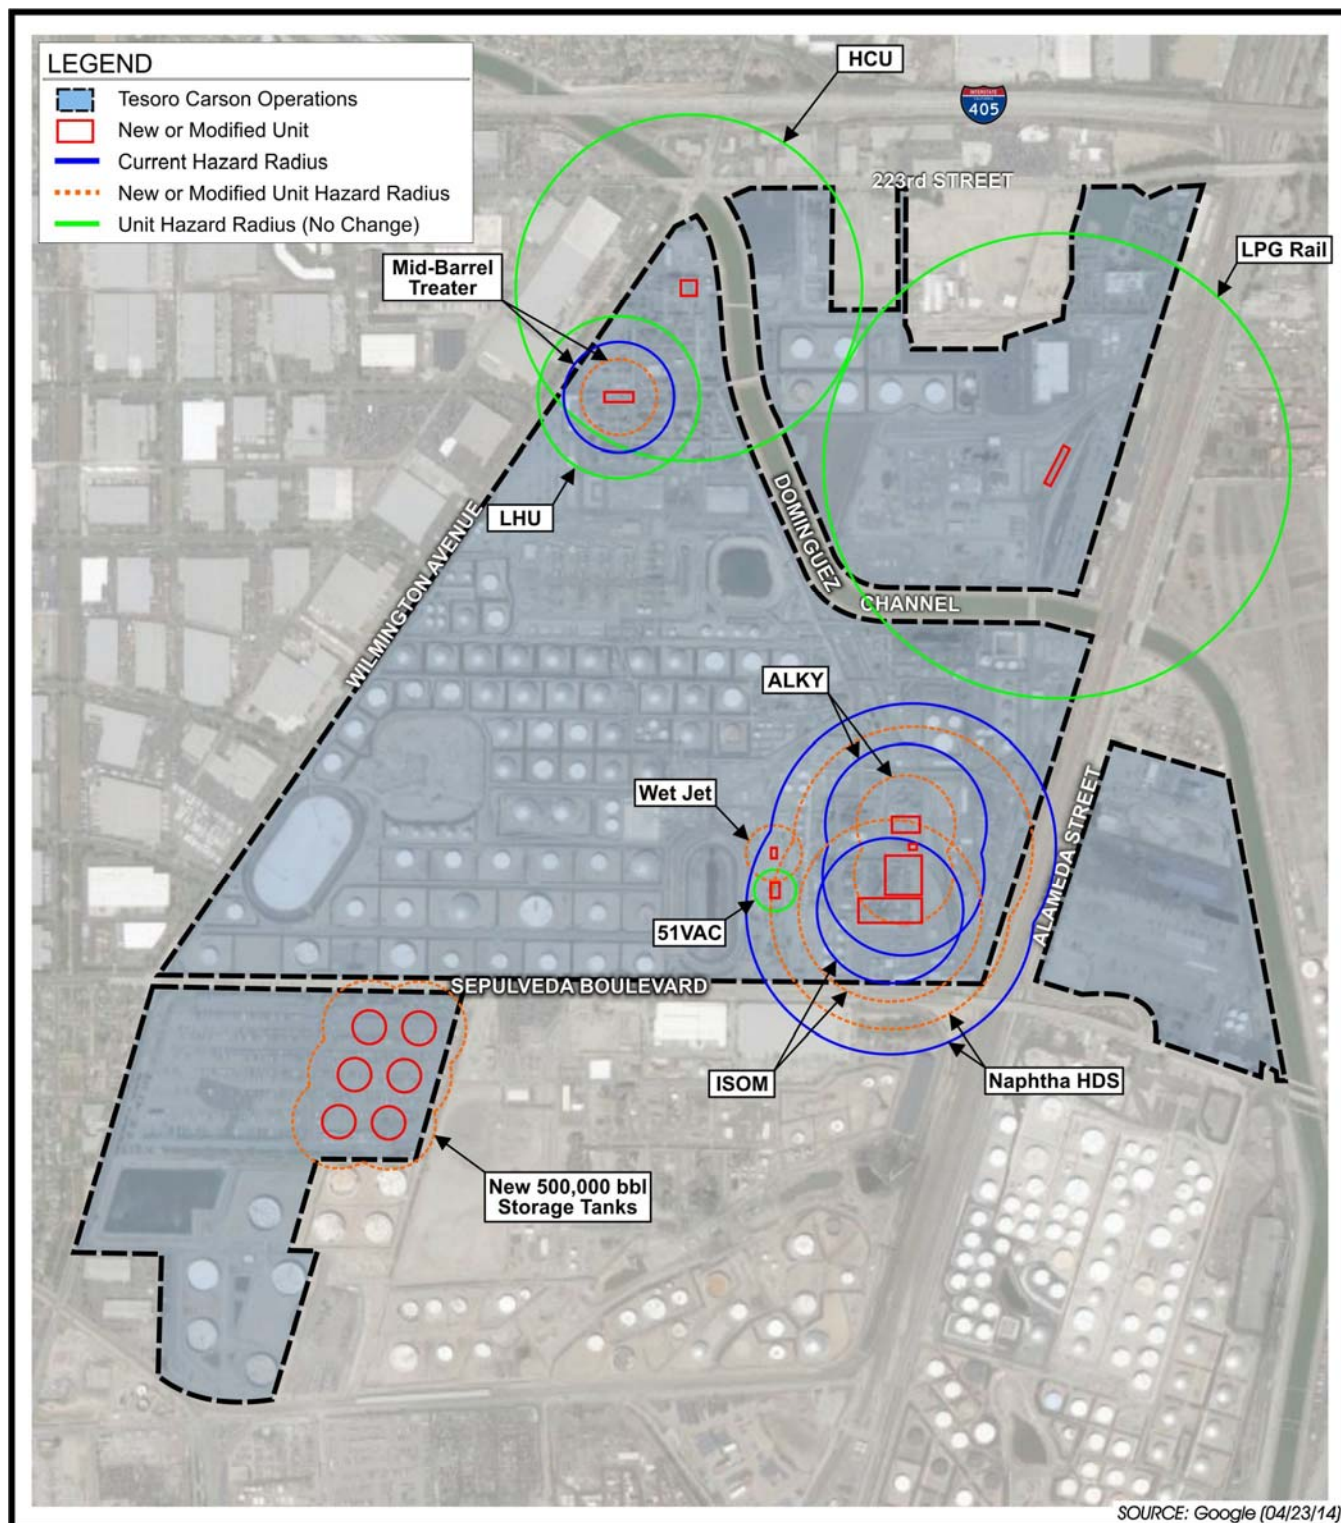 LEGEND
Tesoro Carson Operations
New or Modified Unit
Current Hazard Radius
New or Modified Unit Hazard Radius
Unit Hazard Radius (No Change)
HCU
INTERSTATE
CALIFORNIA
405
223rd STREET
LPG Rail
Mid-Barrel
Treater
LHU
WILMINGTON AVENUE
DOMINGUEZ
CHANNEL
ALKY
Wet Jet
51VAC
ALAMEDA STREET
SEPULVEDA BOULEVARD
ISOM
Naphtha HDS
New 500,000 bbl
Storage Tanks
SOURCE: Google (04/23/14)